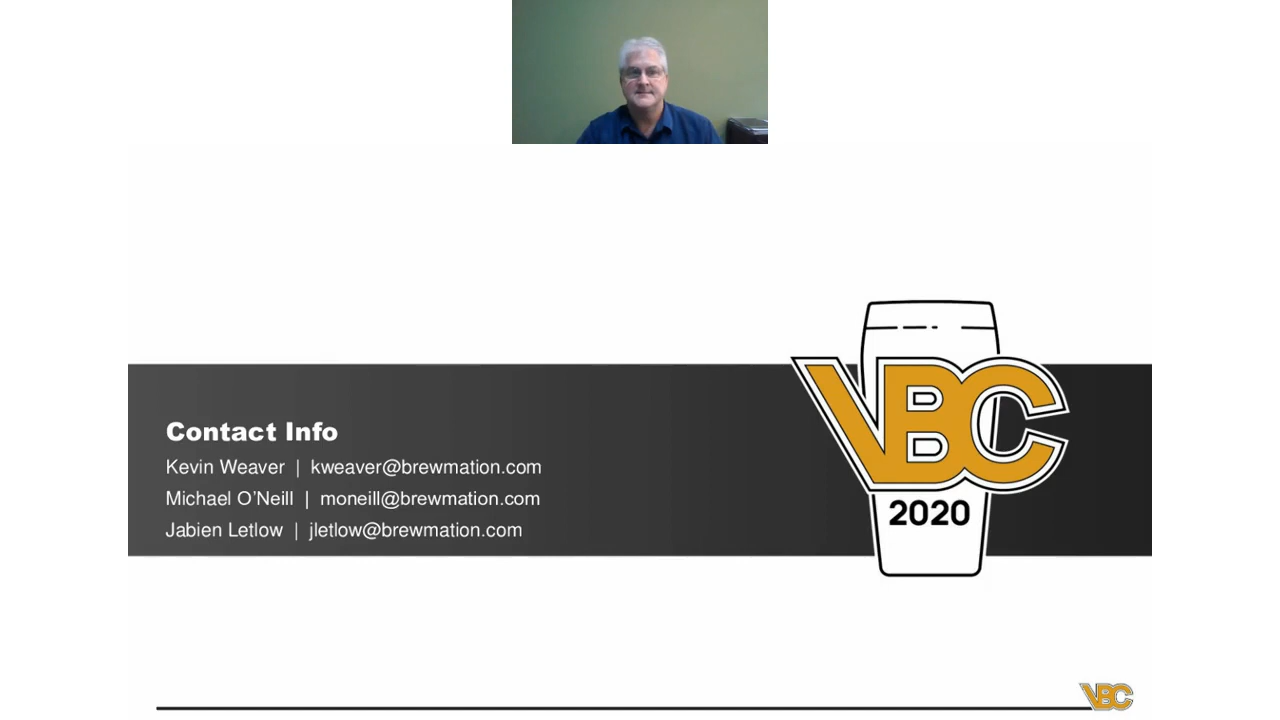 Contact Info
Kevin Weaver | kweaver@brewmation.com
Michael O’Neill | moneill@brewmation.com
Jabien Letlow | jletlow@brewmation.com
VBC
2020
VBC